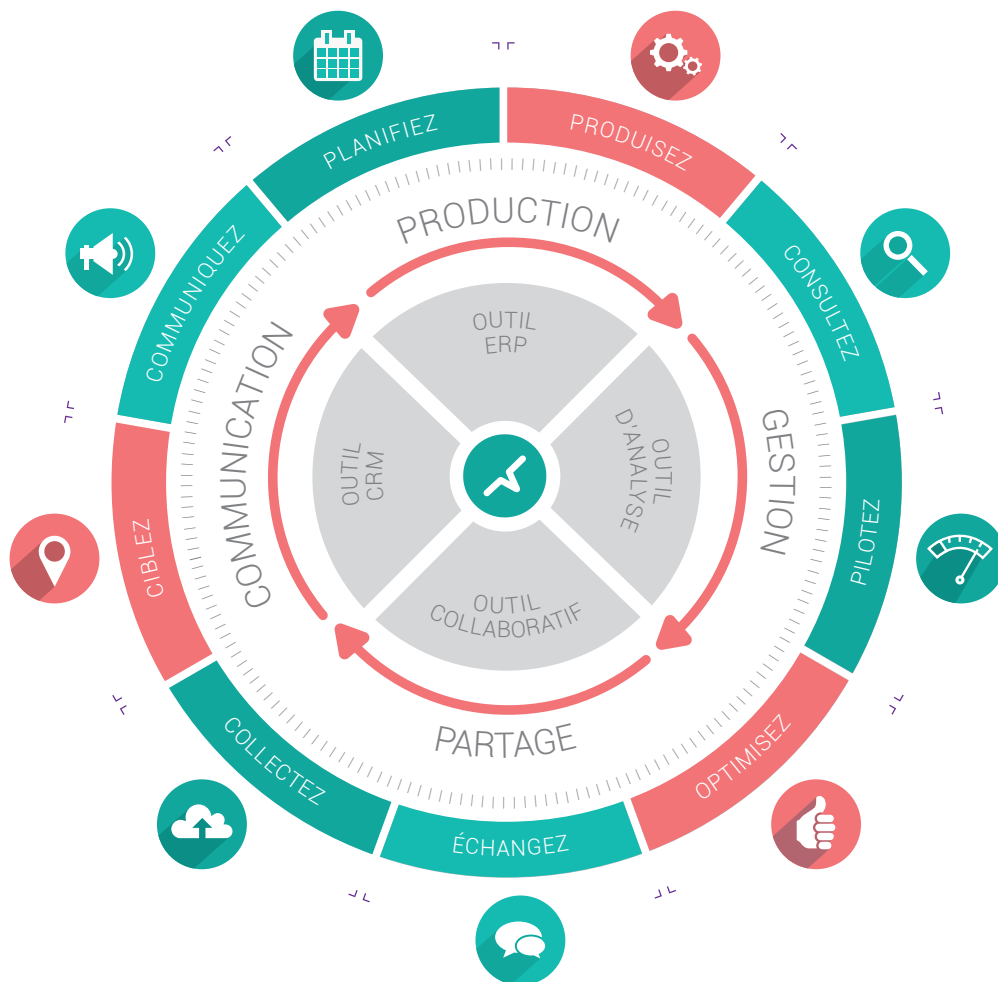 PLANIFIEZ
PRODUISEZ
CONSULTEZ
PILOTEZ
OPTIMISEZ
ÉCHANGEZ
COLLECTEZ
CIBLEZ
COMMUNIQUEZ
PRODUCTION
GESTION
PARTAGE
COMMUNICATION
OUTIL
ERP
OUTIL
D'ANALYSE
OUTIL
COLLABORATIF
OUTIL
CRM